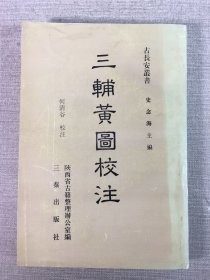 古長安叢書
史念海主編
三輔黃圖校注
何清谷 校注
陕西省古籍整理辦公室編
三秦出版社